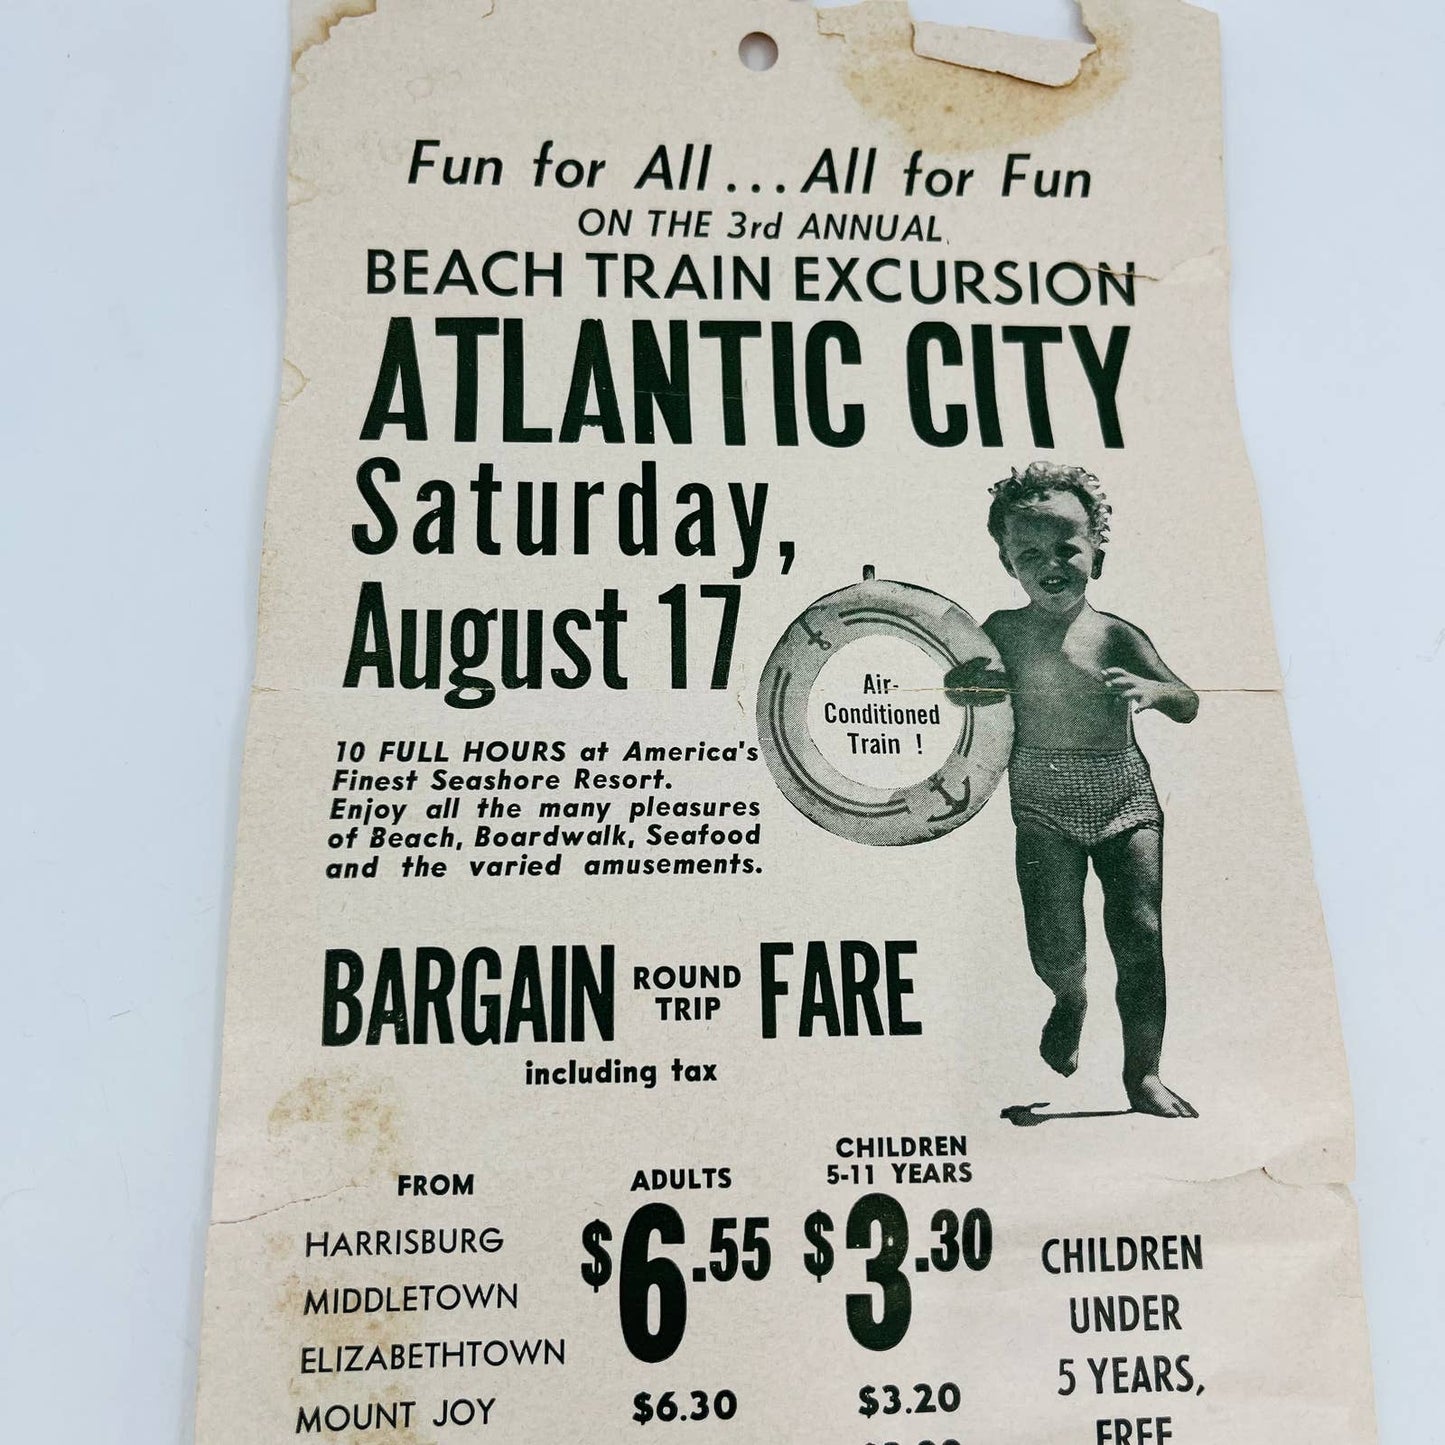 Fun for All ... All for Fun
ON THE 3rd ANNUAL
BEACH TRAIN EXCURSION
ATLANTIC CITY
Saturday,
August 17
Air-
Conditioned
Train !
10 FULL HOURS at America's
Finest Seashore Resort.
Enjoy all the many pleasures
of Beach, Boardwalk, Seafood
and the varied amusements.
BARGAIN ROUND TRIP FARE
including tax
FROM ADULTS CHILDREN 5-11 YEARS
HARRISBURG
MIDDLETOWN
ELIZABETHTOWN
$6.55 $3.30
MOUNT JOY $6.30 $3.20
CHILDREN
UNDER
5 YEARS,
FREE